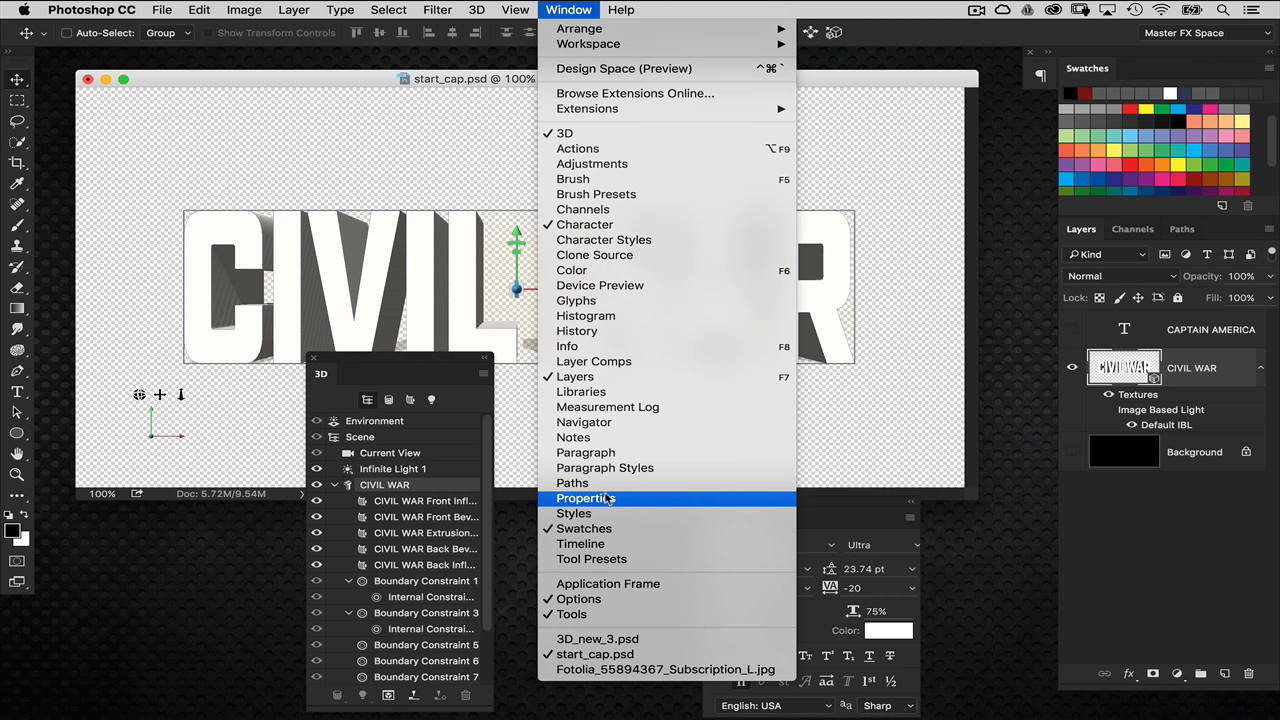 Photoshop CC File Edit Image Layer Type Select Filter 3D View Window Help
Auto-Select: Group Show Transform Controls
Master FX Space
start_cap.psd @ 100%
CIVIL
R
100% Doc: 5.72M/9.54M
3D
Environment
Scene
Current View
Infinite Light 1
CIVIL WAR
CIVIL WAR Front Infl...
CIVIL WAR Front Bev...
CIVIL WAR Extrusion...
CIVIL WAR Back Bev...
CIVIL WAR Back Infl...
Boundary Constraint 1
Internal Constrai...
Boundary Constraint 3
Internal Constrai...
Boundary Constraint 5
Boundary Constraint 6
Boundary Constraint 7
Arrange
Workspace
Design Space (Preview) ⌃⌘`
Browse Extensions Online...
Extensions
✓ 3D
Actions ⌥F9
Adjustments
Brush F5
Brush Presets
Channels
✓ Character
Character Styles
Clone Source
Color F6
Device Preview
Glyphs
Histogram
History
Info F8
Layer Comps
✓ Layers F7
Libraries
Measurement Log
Navigator
Notes
Paragraph
Paragraph Styles
Paths
Properties
Styles
✓ Swatches
Timeline
Tool Presets
Application Frame
✓ Options
✓ Tools
3D_new_3.psd
✓ start_cap.psd
Fotolia_55894367_Subscription_L.jpg
Ultra
23.74 pt
-20
75%
Color:
English: USA Sharp
Swatches
Layers Channels Paths
Kind
Normal Opacity: 100%
Lock: Fill: 100%
T CAPTAIN AMERICA
CIVIL WAR CIVIL WAR
Textures
Image Based Light
Default IBL
Background